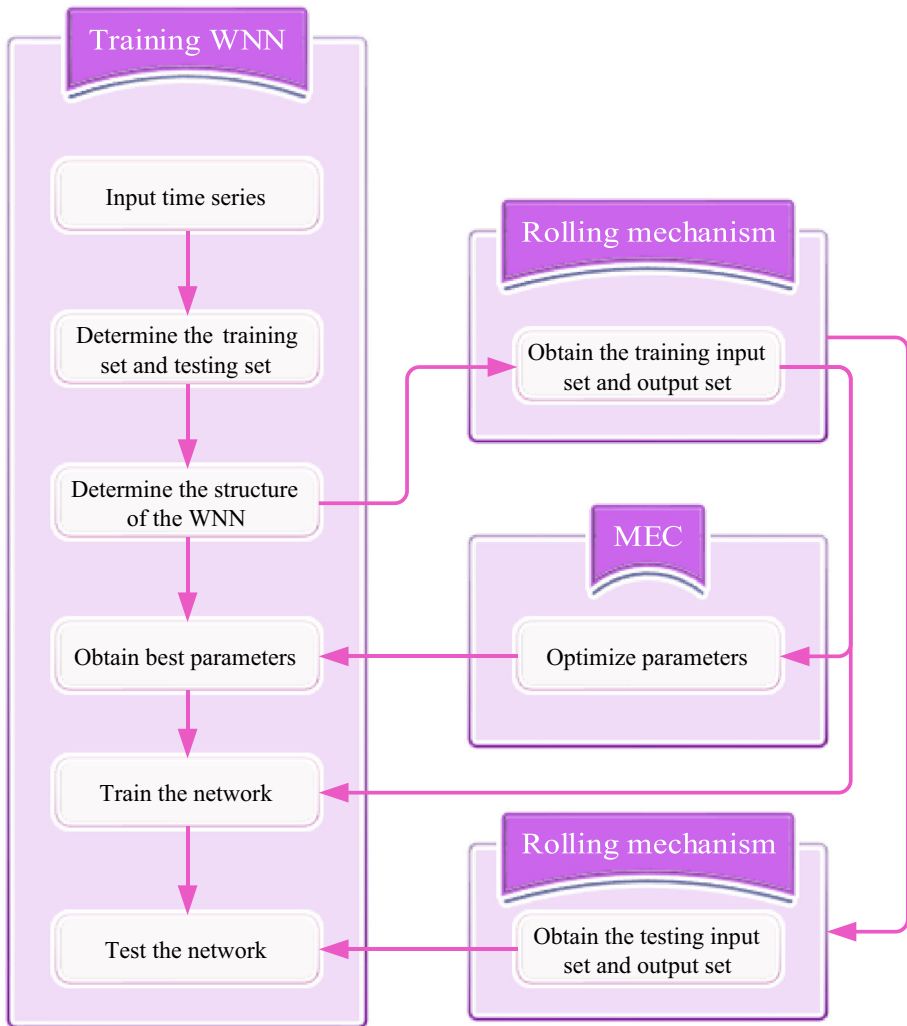 Training WNN
Input time series
Determine the training
set and testing set
Determine the structure
of the WNN
Obtain best parameters
Train the network
Test the network
Rolling mechanism
Obtain the training input
set and output set
MEC
Optimize parameters
Rolling mechanism
Obtain the testing input
set and output set